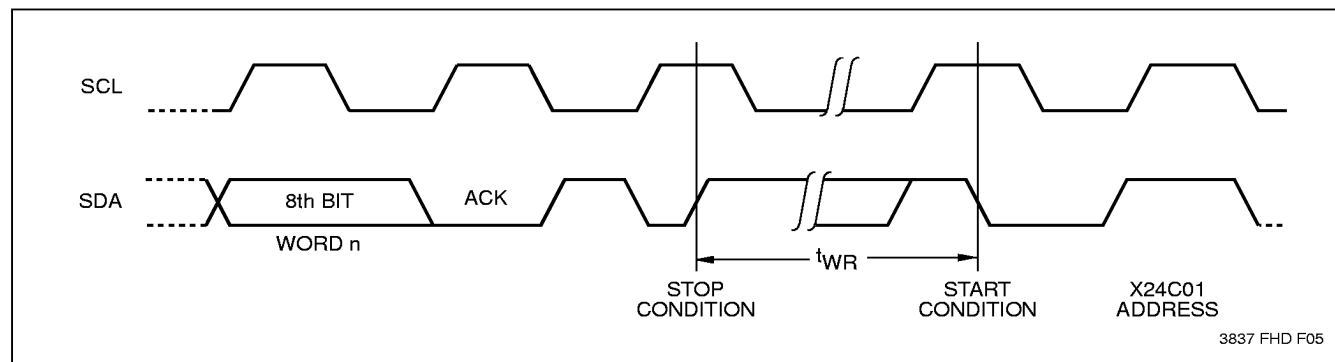 SCL
SDA
8th BIT
ACK
WORD n
tWR
STOP
CONDITION
START
CONDITION
X24C01
ADDRESS
3837 FHD F05